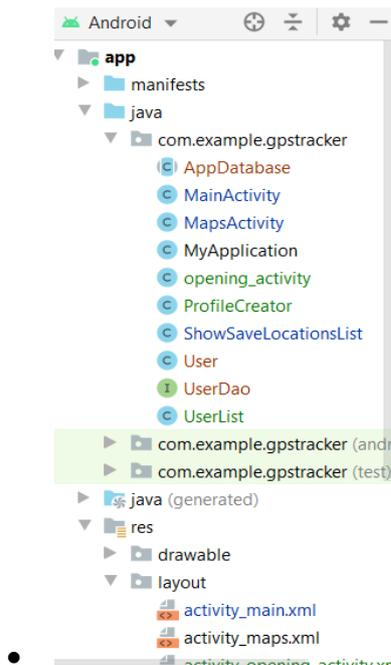 Android
app
manifests
java
com.example.gpstracker
AppDatabase
MainActivity
MapsActivity
MyApplication
opening_activity
ProfileCreator
ShowSaveLocationsList
User
UserDao
UserList
com.example.gpstracker (andr
com.example.gpstracker (test)
java (generated)
res
drawable
layout
activity_main.xml
activity_maps.xml